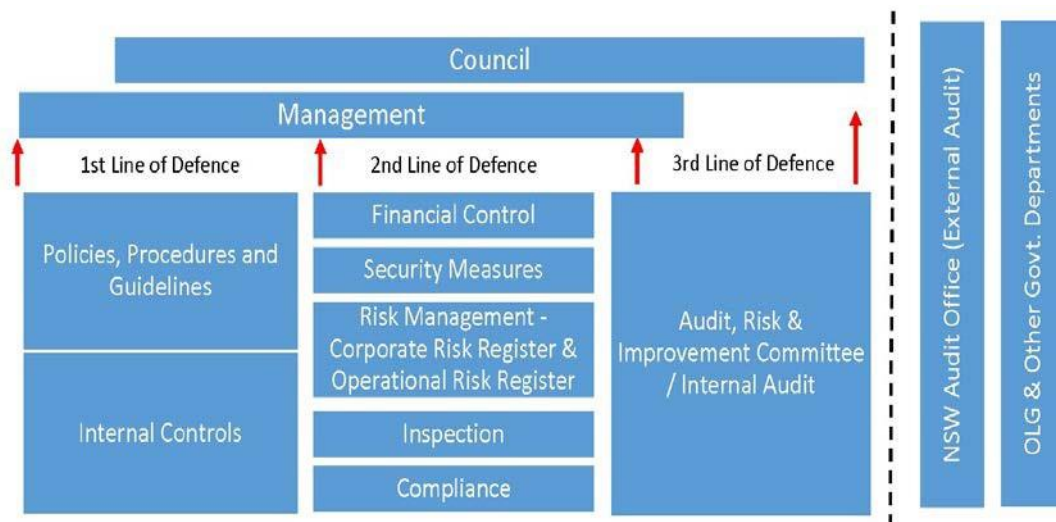 Council
Management
1st Line of Defence
2nd Line of Defence
3rd Line of Defence
Policies, Procedures and
Guidelines
Internal Controls
Financial Control
Security Measures
Risk Management -
Corporate Risk Register &
Operational Risk Register
Inspection
Compliance
Audit, Risk &
Improvement Committee
/ Internal Audit
NSW Audit Office (External Audit)
OLG & Other Govt. Departments